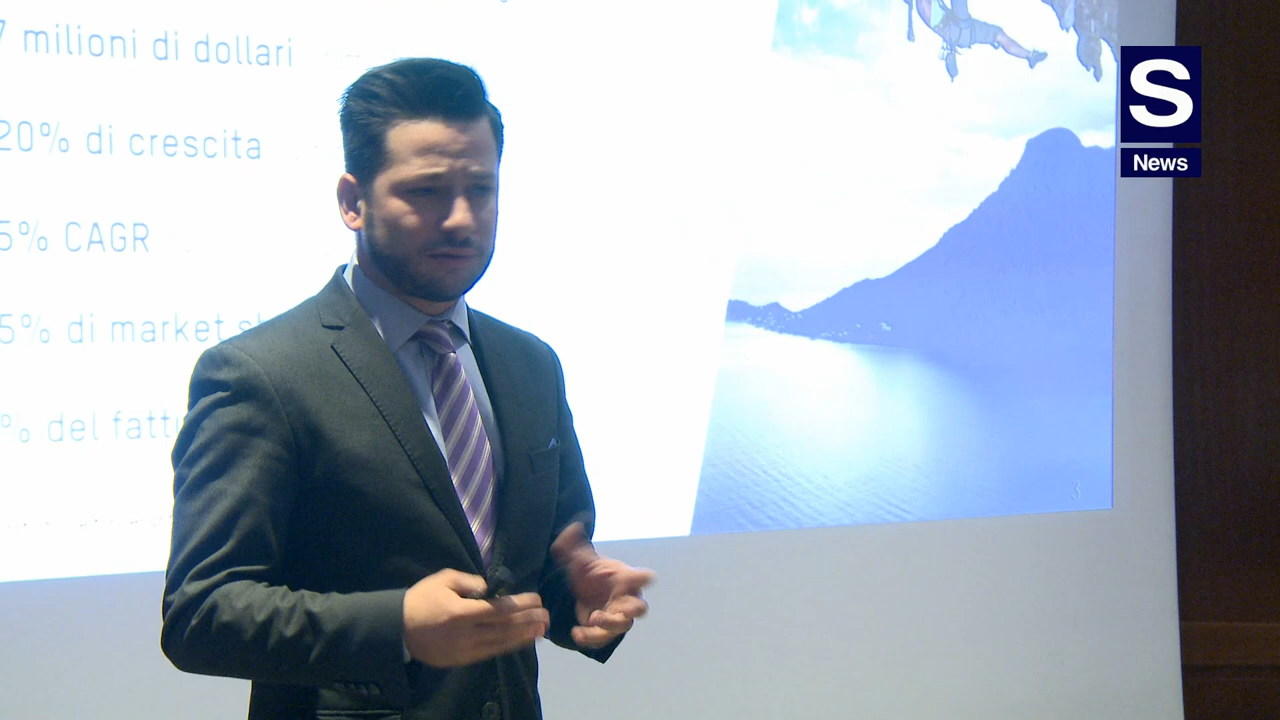 7 milioni di dollari
20% di crescita
5% CAGR
5% di market
% del
S
News